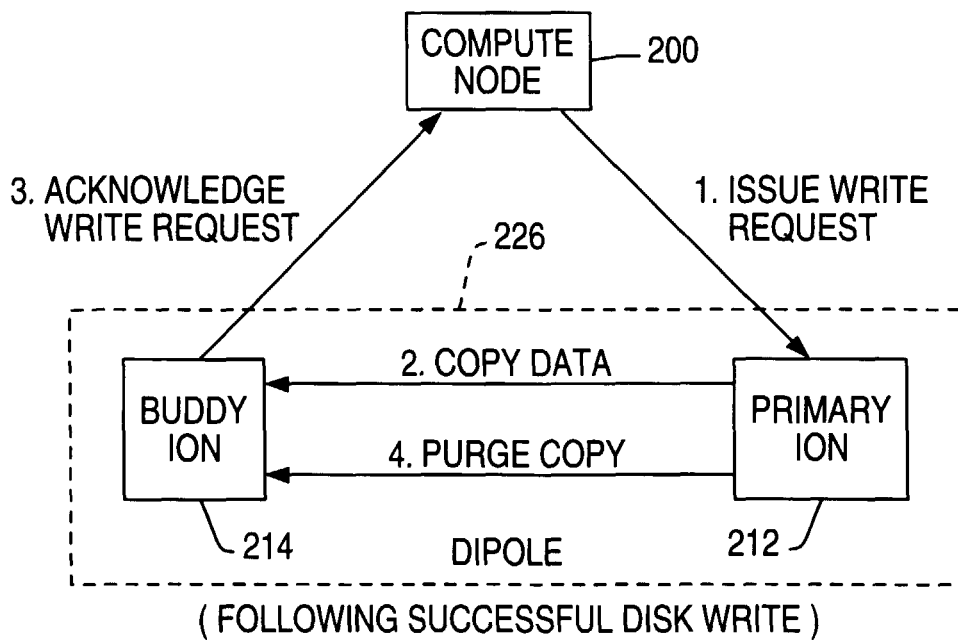 COMPUTE
NODE
200
3. ACKNOWLEDGE
WRITE REQUEST
1. ISSUE WRITE
REQUEST
226
2. COPY DATA
BUDDY
ION
PRIMARY
ION
4. PURGE COPY
214
DIPOLE
212
( FOLLOWING SUCCESSFUL DISK WRITE )